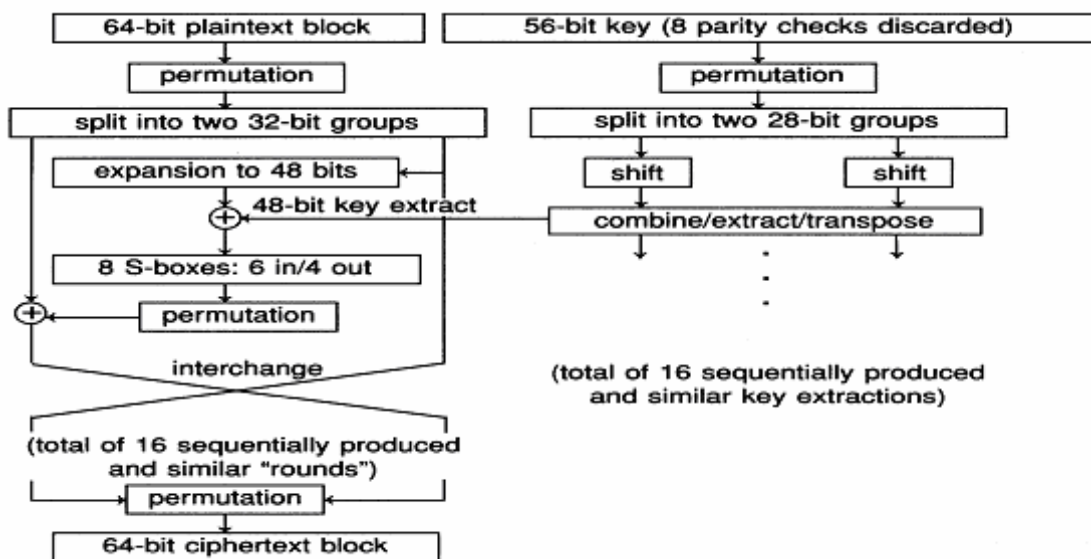 64-bit plaintext block
permutation
split into two 32-bit groups
expansion to 48 bits
48-bit key extract
8 S-boxes: 6 in/4 out
permutation
interchange
(total of 16 sequentially produced
and similar “rounds”)
permutation
64-bit ciphertext block
56-bit key (8 parity checks discarded)
permutation
split into two 28-bit groups
shift
shift
combine/extract/transpose
(total of 16 sequentially produced
and similar key extractions)